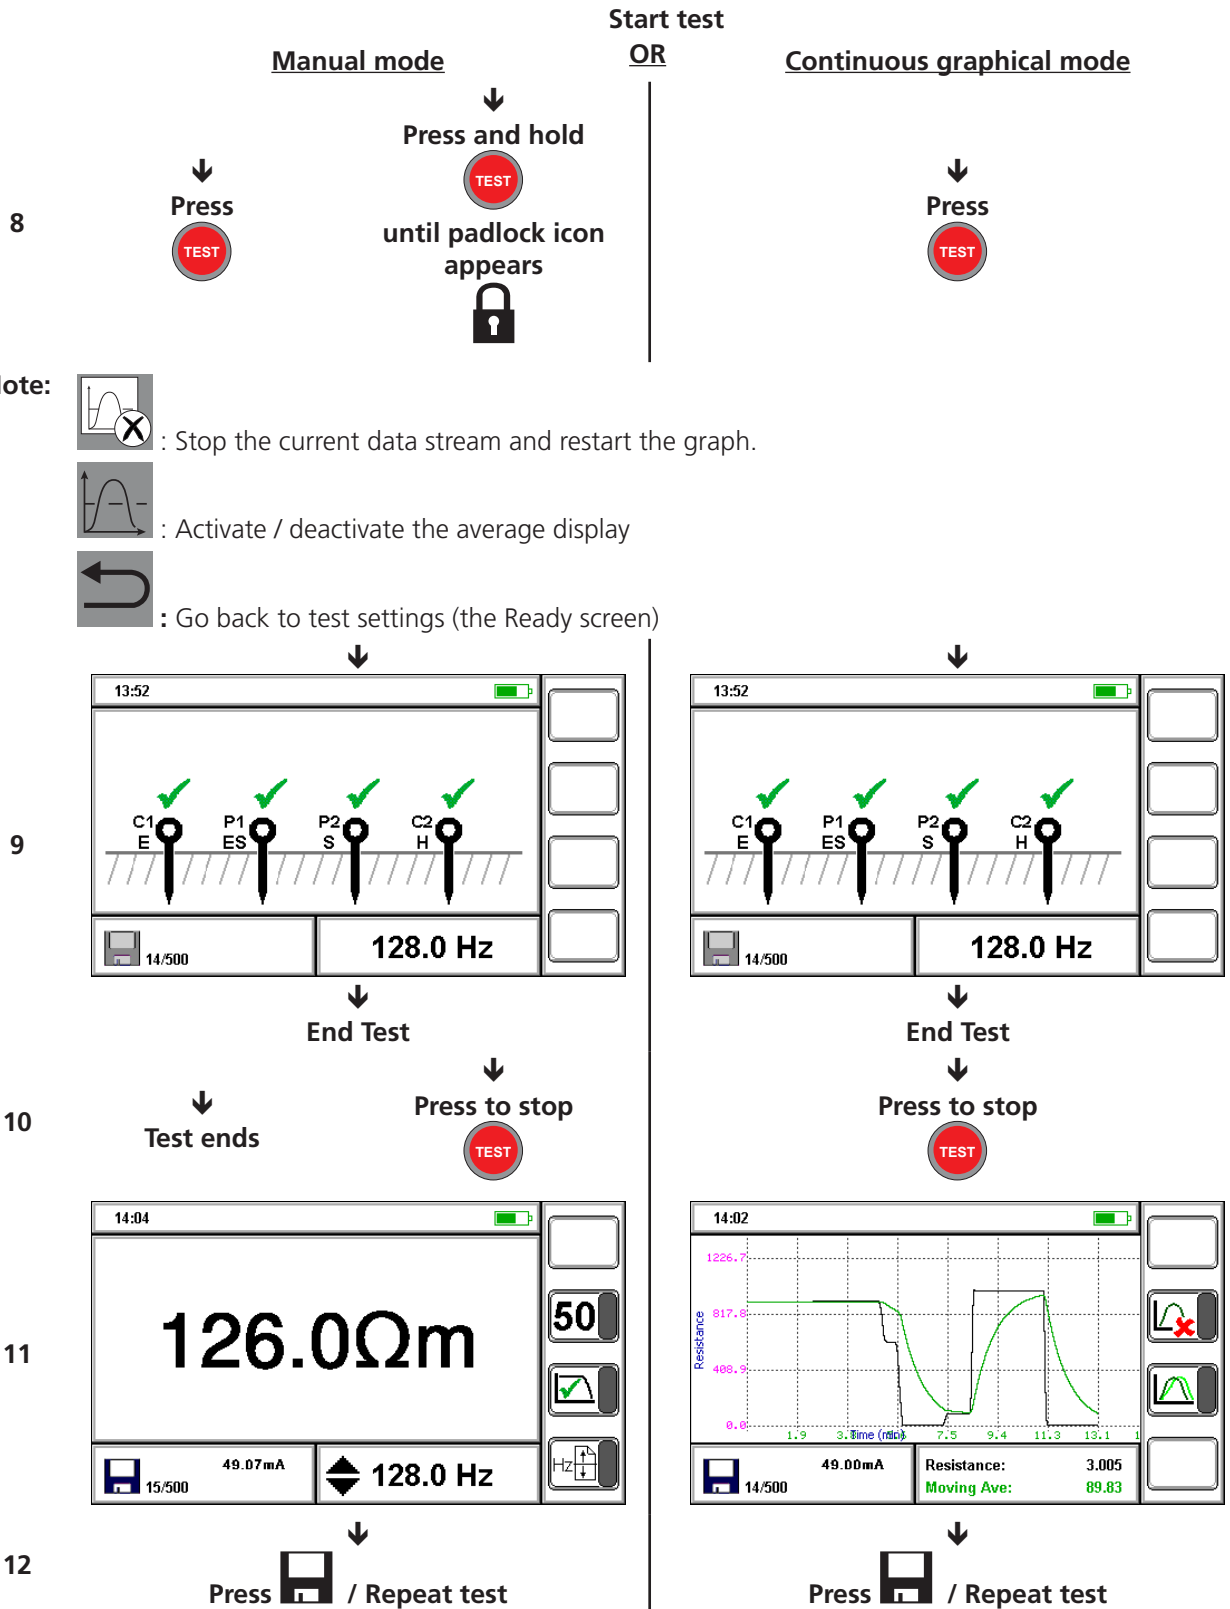 Start test
OR
Manual mode
Continuous graphical mode
8
Press
TEST
Press and hold
TEST
until padlock icon
appears
Press
TEST
lote:
: Stop the current data stream and restart the graph.
: Activate / deactivate the average display
: Go back to test settings (the Ready screen)
9
13:52
C1
E
P1
ES
P2
S
C2
H
14/500
128.0 Hz
13:52
C1
E
P1
ES
P2
S
C2
H
14/500
128.0 Hz
End Test
End Test
10
Test ends
Press to stop
TEST
Press to stop
TEST
11
14:04
126.0Ωm
50
Hz
49.07mA
15/500
128.0 Hz
14:02
Resistance
1226.7
817.8
408.9
0.0
1.9
Time (min)
7.5
9.4
11.3
13.1
1
49.00mA
14/500
Resistance: 3.005
Moving Ave: 89.83
12
Press / Repeat test
Press / Repeat test